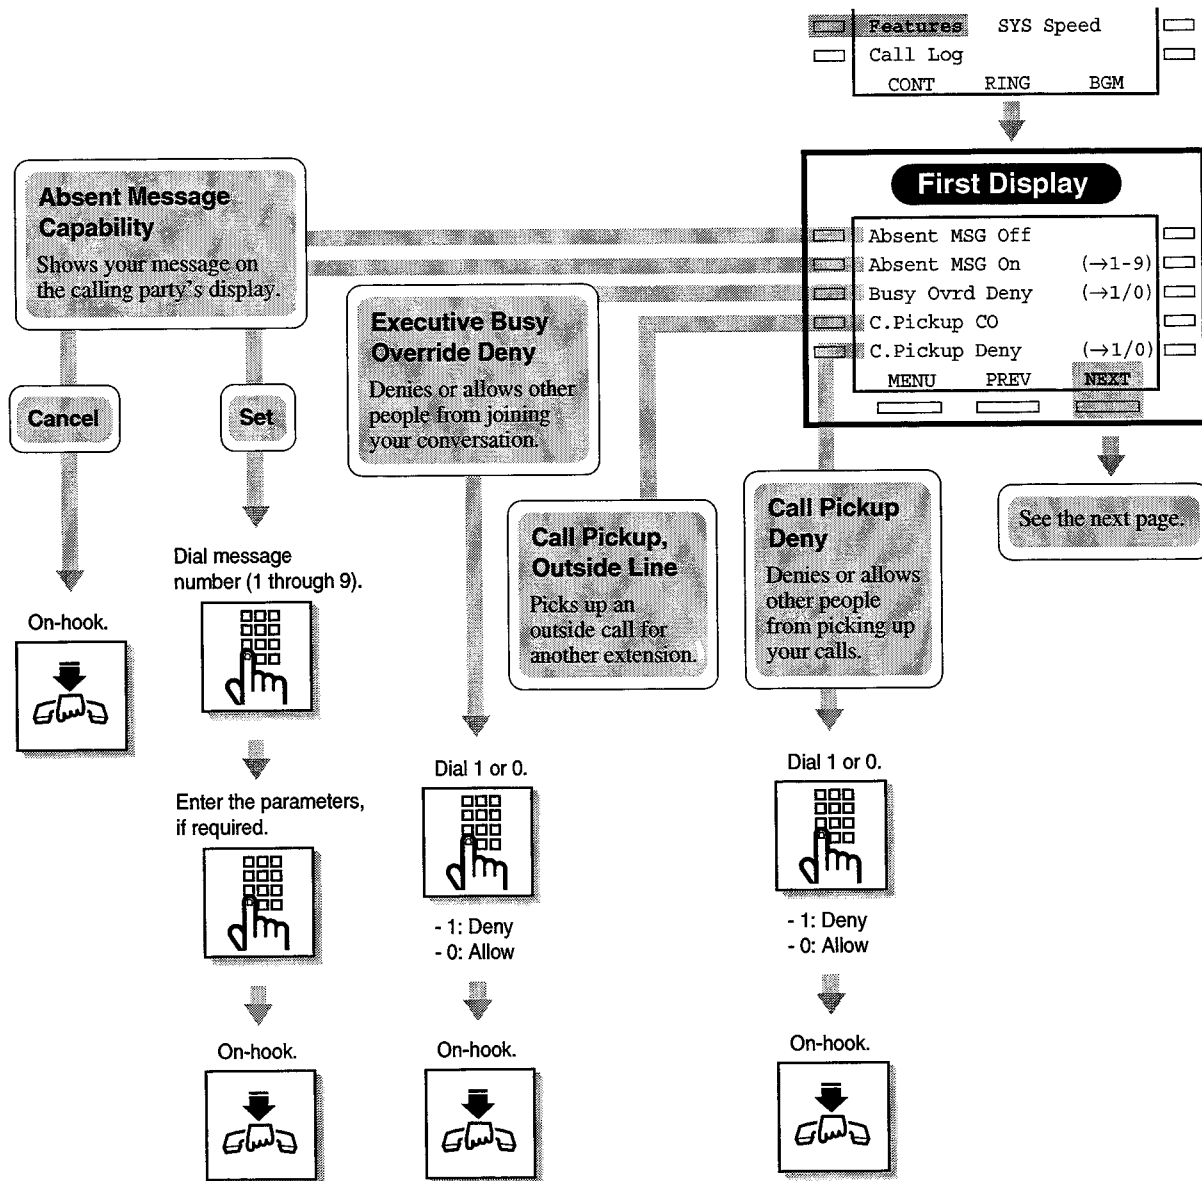 Features SYS Speed
Call Log
CONT RING BGM
First Display
Absent MSG Off
Absent MSG On (→1-9)
Busy Ovrd Deny (→1/0)
C.Pickup CO
C.Pickup Deny (→1/0)
MENU PREV NEXT
See the next page.
Absent Message
Capability
Shows your message on
the calling party's display.
Cancel
On-hook.
Set
Dial message
number (1 through 9).
Enter the parameters,
if required.
On-hook.
Executive Busy
Override Deny
Denies or allows other
people from joining
your conversation.
Dial 1 or 0.
- 1: Deny
- 0: Allow
On-hook.
Call Pickup,
Outside Line
Picks up an
outside call for
another extension.
Call Pickup
Deny
Denies or allows
other people
from picking up
your calls.
Dial 1 or 0.
- 1: Deny
- 0: Allow
On-hook.